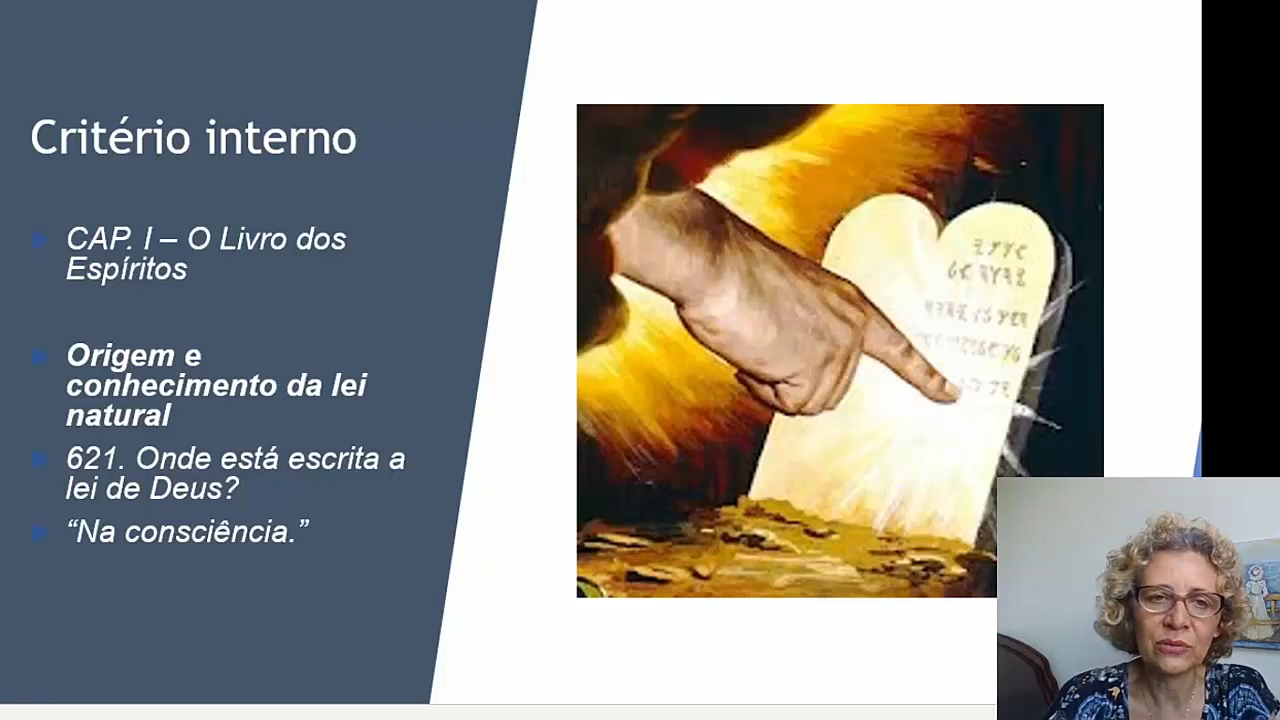 Critério interno
CAP. I – O Livro dos
Espíritos
Origem e
conhecimento da lei
natural
621. Onde está escrita a
lei de Deus?
“Na consciência.”